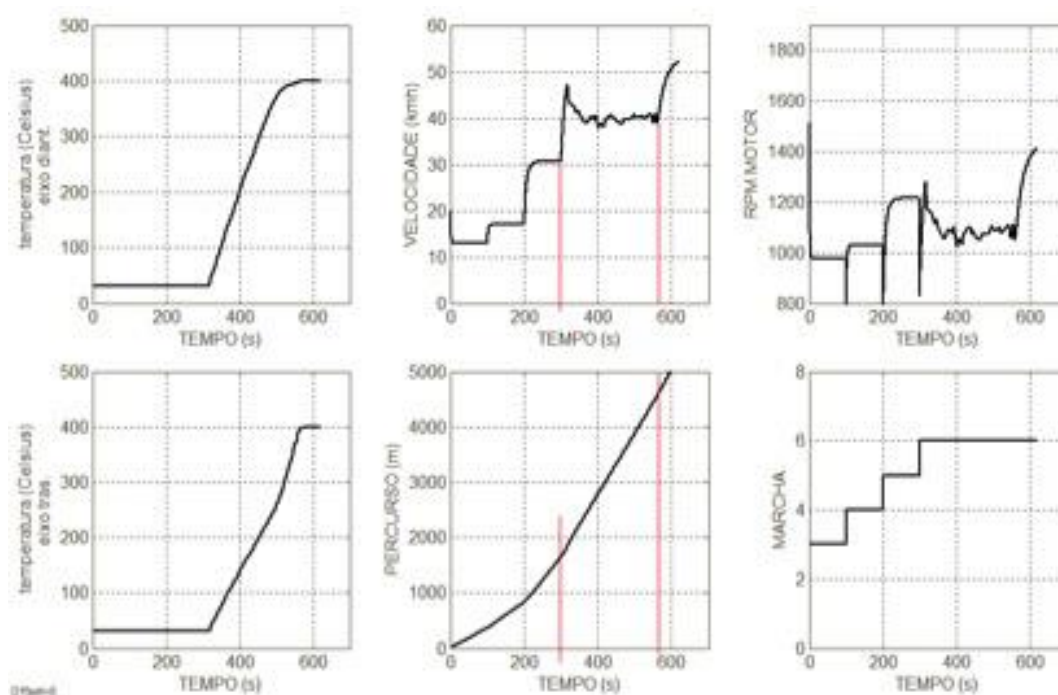 temperatura (Celsius)
eixo diant.
500
400
300
200
100
0
0 200 400 600
TEMPO (s)
VELOCIDADE (kmh)
60
50
40
30
20
10
0
0 200 400 600
TEMPO (s)
RPM MOTOR
1800
1600
1400
1200
1000
800
0 200 400 600
TEMPO (s)
temperatura (Celsius)
eixo tras.
500
400
300
200
100
0
0 200 400 600
TEMPO (s)
PERCURSO (m)
5000
4000
3000
2000
1000
0
0 200 400 600
TEMPO (s)
MARCHA
8
6
4
2
0
0 200 400 600
TEMPO (s)